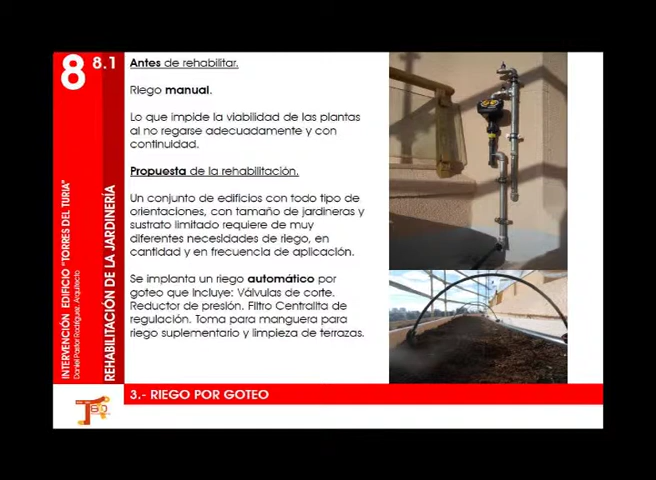 8
8.1
INTERVENCIÓN EDIFICIO "TORRES DEL TURIA"
Daniel Pastor Rodríguez. Arquitecto
REHABILITACIÓN DE LA JARDINERÍA
Antes de rehabilitar.
Riego manual.
Lo que impide la viabilidad de las plantas
al no regarse adecuadamente y con
continuidad.
Propuesta de la rehabilitación.
Un conjunto de edificios con todo tipo de
orientaciones, con tamaño de jardineras y
sustrato limitado requiere de muy
diferentes necesidades de riego, en
cantidad y en frecuencia de aplicación.
Se implanta un riego automático por
goteo que incluye: Válvulas de corte.
Reductor de presión. Filtro Centralita de
regulación. Toma para manguera para
riego suplementario y limpieza de terrazas.
3.- RIEGO POR GOTEO